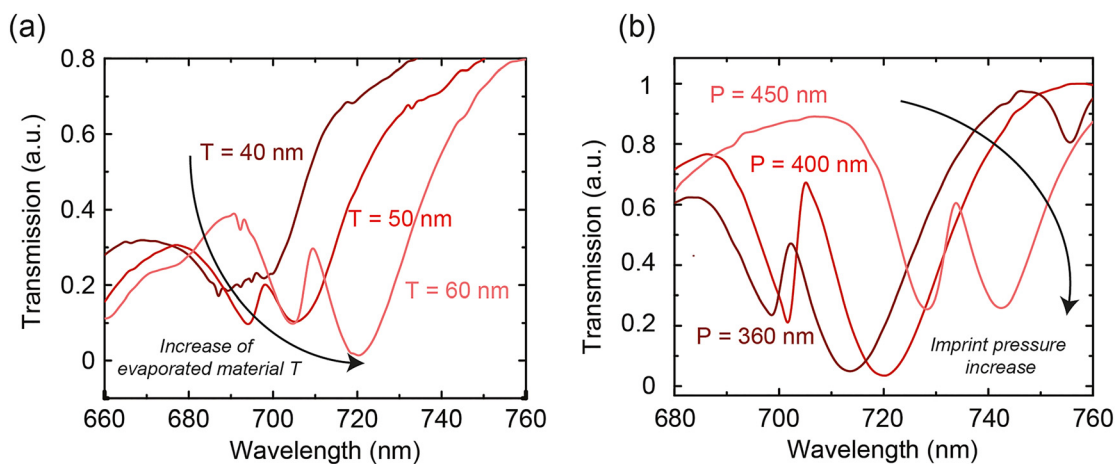 (a)
(b)
0.8
0.6
0.4
0.2
0
Transmission (a.u.)
T = 40 nm
T = 50 nm
T = 60 nm
Increase of
evaporated material T
660
680
700
720
740
760
Wavelength (nm)
1
0.8
0.6
0.4
0.2
0
Transmission (a.u.)
P = 450 nm
P = 400 nm
P = 360 nm
Imprint pressure
increase
680
700
720
740
760
Wavelength (nm)